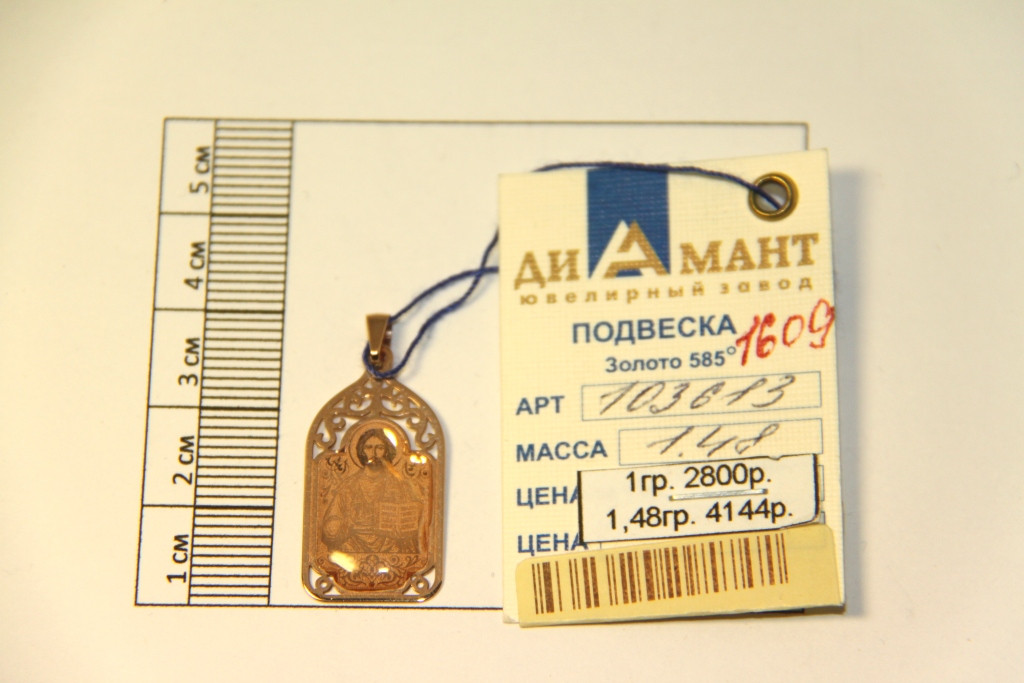 5 см
4 см
3 см
2 см
1 см
ДИАМАНТ
ювелирный завод
ПОДВЕСКА
1609
Золото 585°
АРТ 103613
МАССА 1.48
ЦЕНА 1гр. 2800р.
1,48гр. 4144р.
ЦЕНА